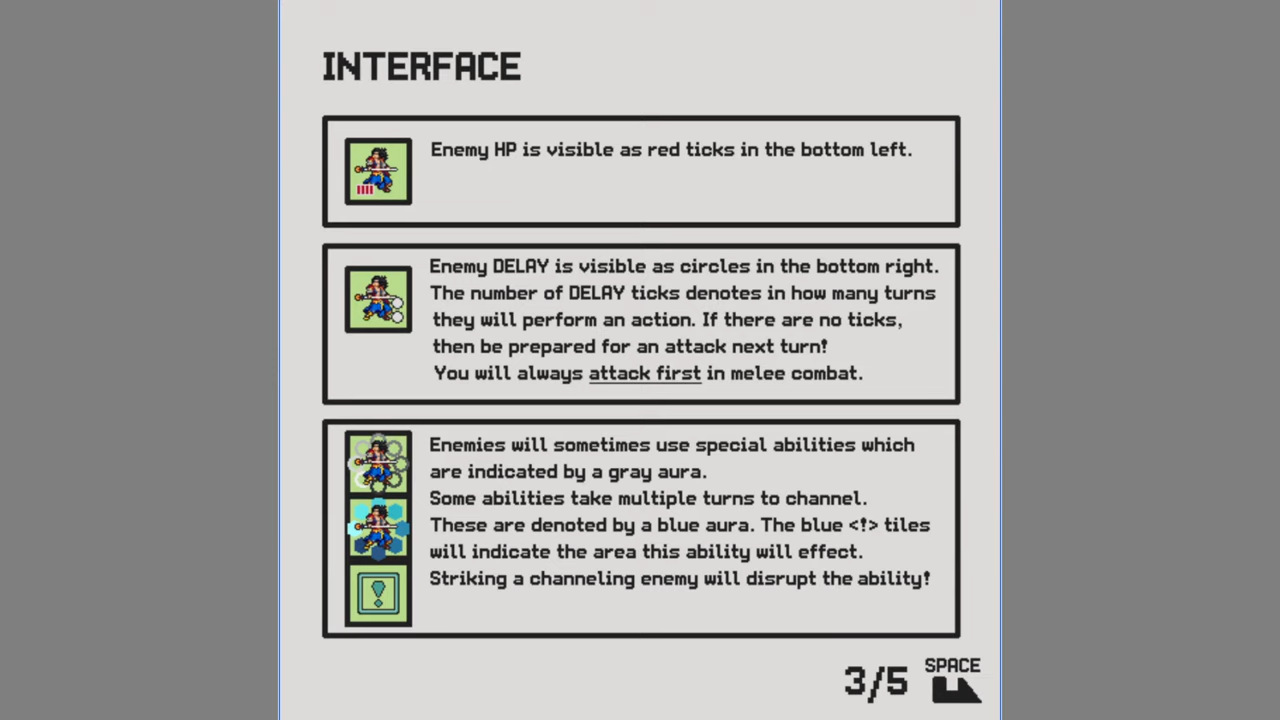 INTERFACE
Enemy HP is visible as red ticks in the bottom left.
Enemy DELAY is visible as circles in the bottom right.
The number of DELAY ticks denotes in how many turns
they will perform an action. If there are no ticks,
then be prepared for an attack next turn!
You will always attack first in melee combat.
Enemies will sometimes use special abilities which
are indicated by a gray aura.
Some abilities take multiple turns to channel.
These are denoted by a blue aura. The blue <!> tiles
will indicate the area this ability will effect.
Striking a channeling enemy will disrupt the ability!
3/5
SPACE